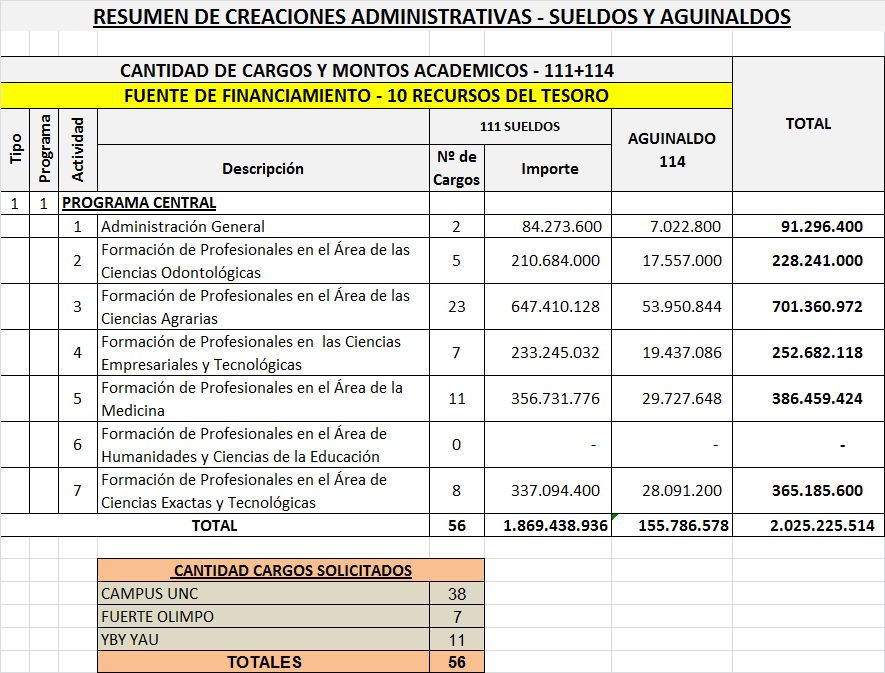 RESUMEN DE CREACIONES ADMINISTRATIVAS - SUELDOS Y AGUINALDOS
CANTIDAD DE CARGOS Y MONTOS ACADEMICOS - 111+114
FUENTE DE FINANCIAMIENTO - 10 RECURSOS DEL TESORO
TOTAL
Tipo
Programa
Actividad
Descripción
111 SUELDOS
Nº de
Cargos
Importe
AGUINALDO
114
1 1 PROGRAMA CENTRAL
1 Administración General 2 84.273.600 7.022.800 91.296.400
Formación de Profesionales en el Área de las
Ciencias Odontológicas
2 5 210.684.000 17.557.000 228.241.000
Formación de Profesionales en el Área de las
Ciencias Agrarias
3 23 647.410.128 53.950.844 701.360.972
Formación de Profesionales en  las Ciencias
Empresariales y Tecnológicas
4 7 233.245.032 19.437.086 252.682.118
Formación de Profesionales en el Área de la
Medicina
5 11 356.731.776 29.727.648 386.459.424
Formación de Profesionales en el Área de
Humanidades y Ciencias de la Educación
6 0 - - -
Formación de Profesionales en el Área de
Ciencias Exactas y Tecnológicas
7 8 337.094.400 28.091.200 365.185.600
TOTAL 56 1.869.438.936 155.786.578 2.025.225.514
CANTIDAD CARGOS SOLICITADOS
CAMPUS UNC 38
FUERTE OLIMPO 7
YBY YAU 11
TOTALES 56